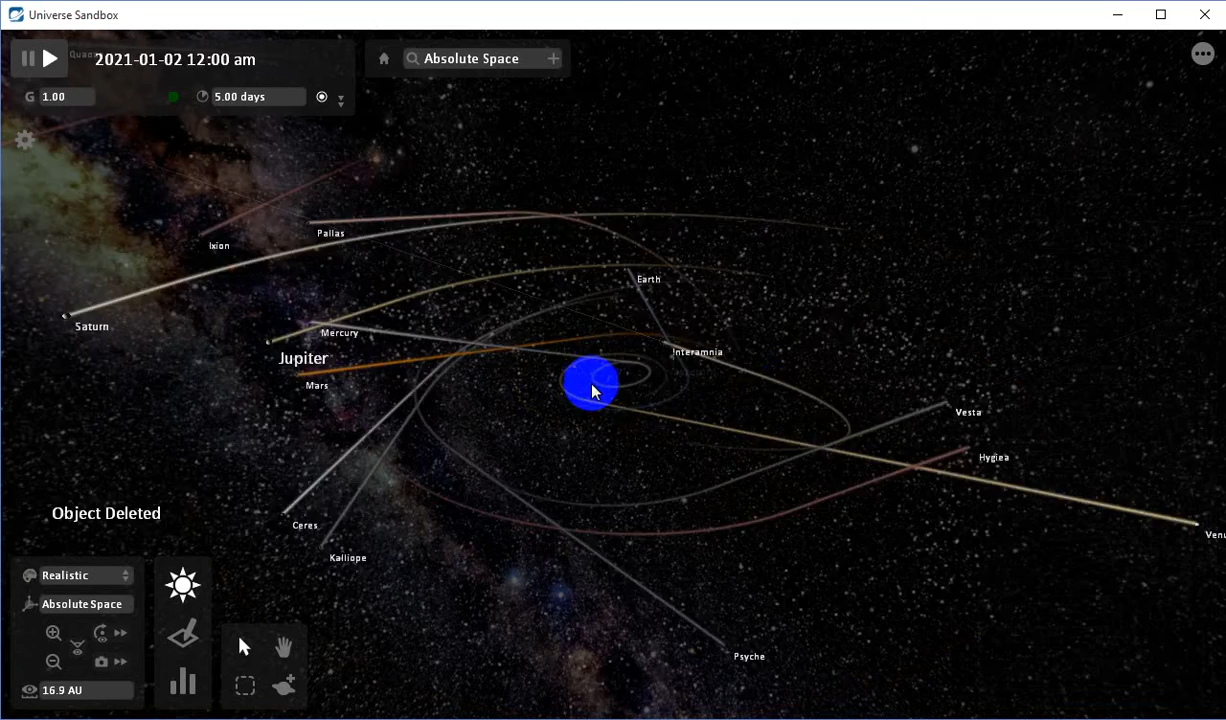 Universe Sandbox
2021-01-02 12:00 am
Absolute Space
G 1.00
5.00 days
Pallas
Ixion
Earth
Saturn
Mercury
Interamnia
Jupiter
Mars
Vesta
Hygiea
Object Deleted
Ceres
Venu
Kalliope
Realistic
Absolute Space
Psyche
16.9 AU